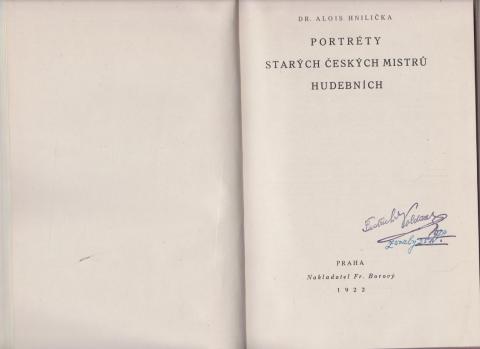 DR. ALOIS HNILIČKA
PORTRÉTY
STARÝCH ČESKÝCH MISTRŮ
HUDEBNÍCH
PRAHA
Nakladatel Fr. Borový
1922